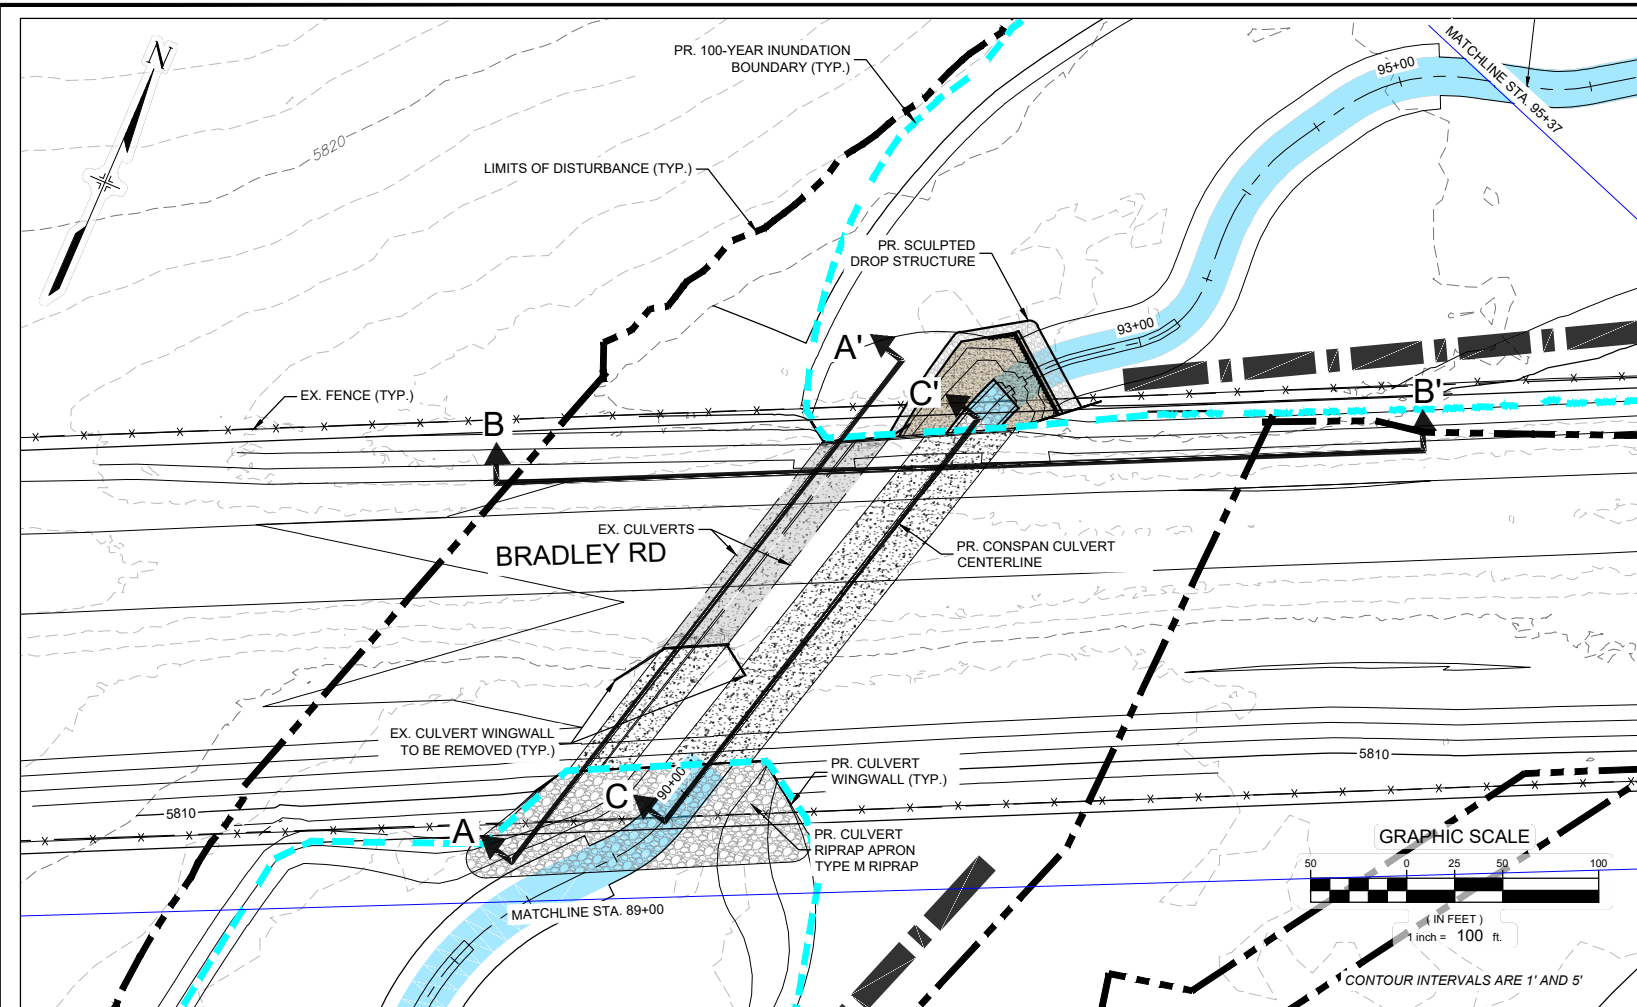 N
PR. 100-YEAR INUNDATION
BOUNDARY (TYP.)
MATCHLINE STA. 95+37
95+00
5820
LIMITS OF DISTURBANCE (TYP.)
PR. SCULPTED
DROP STRUCTURE
93+00
A'
C'
B'
EX. FENCE (TYP.)
B
EX. CULVERTS
BRADLEY RD
PR. CONSPAN CULVERT
CENTERLINE
EX. CULVERT WINGWALL
TO BE REMOVED (TYP.)
5810
PR. CULVERT
WINGWALL (TYP.)
90+00
C
5810
A
PR. CULVERT
RIPRAP APRON
TYPE M RIPRAP
MATCHLINE STA. 89+00
GRAPHIC SCALE
50 0 25 50 100
( IN FEET )
1 inch = 100 ft.
CONTOUR INTERVALS ARE 1' AND 5'